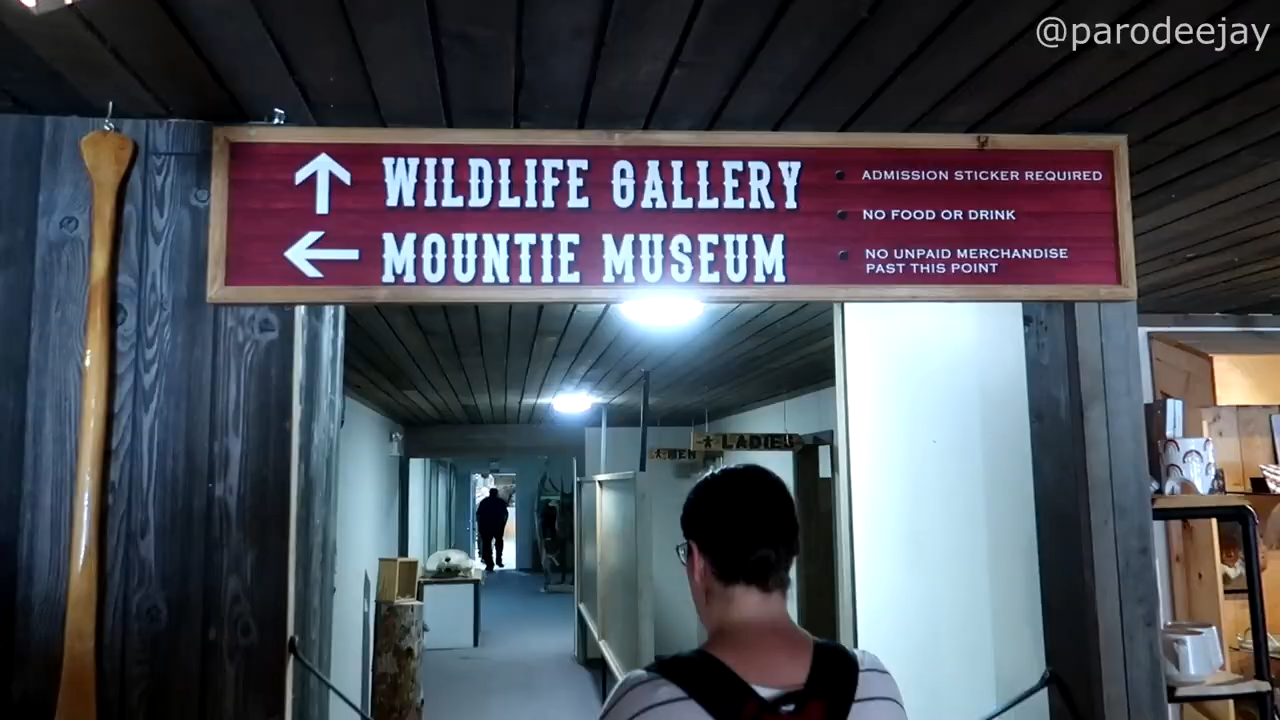 @parodeejay
WILDLIFE GALLERY
MOUNTIE MUSEUM
ADMISSION STICKER REQUIRED
NO FOOD OR DRINK
NO UNPAID MERCHANDISE
PAST THIS POINT
LADIES
MEN